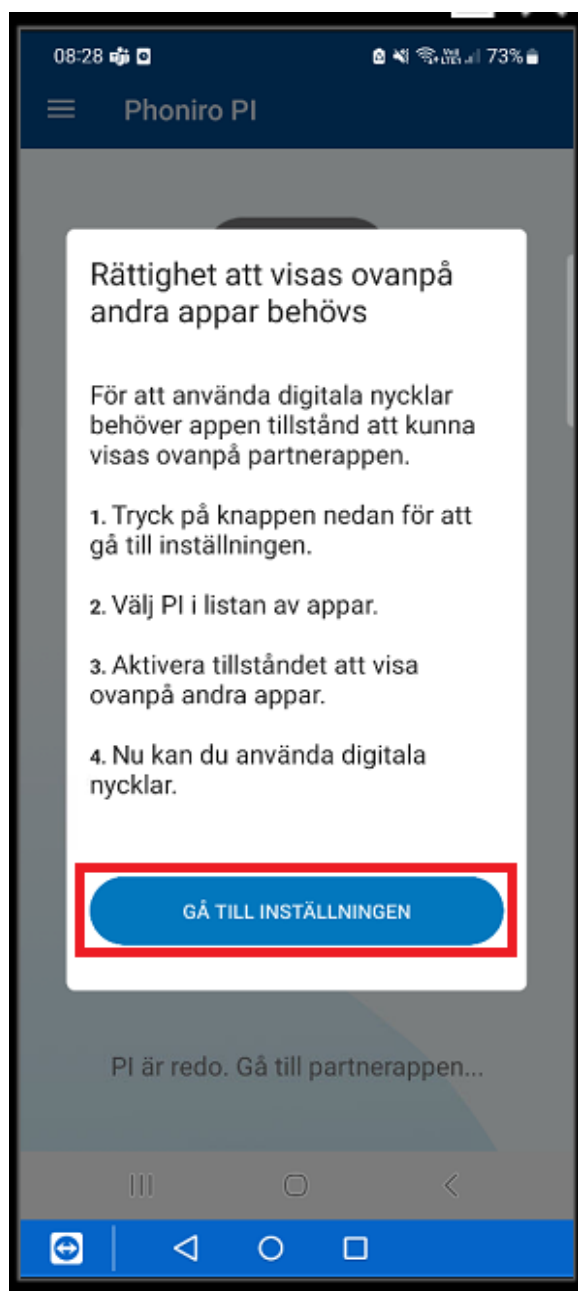 08:28
73%
Phoniro PI
Rättighet att visas ovanpå
andra appar behövs
För att använda digitala nycklar
behöver appen tillstånd att kunna
visas ovanpå partnerappen.
1. Tryck på knappen nedan för att
gå till inställningen.
2. Välj PI i listan av appar.
3. Aktivera tillståndet att visa
ovanpå andra appar.
4. Nu kan du använda digitala
nycklar.
GÅ TILL INSTÄLLNINGEN
PI är redo. Gå till partnerappen...